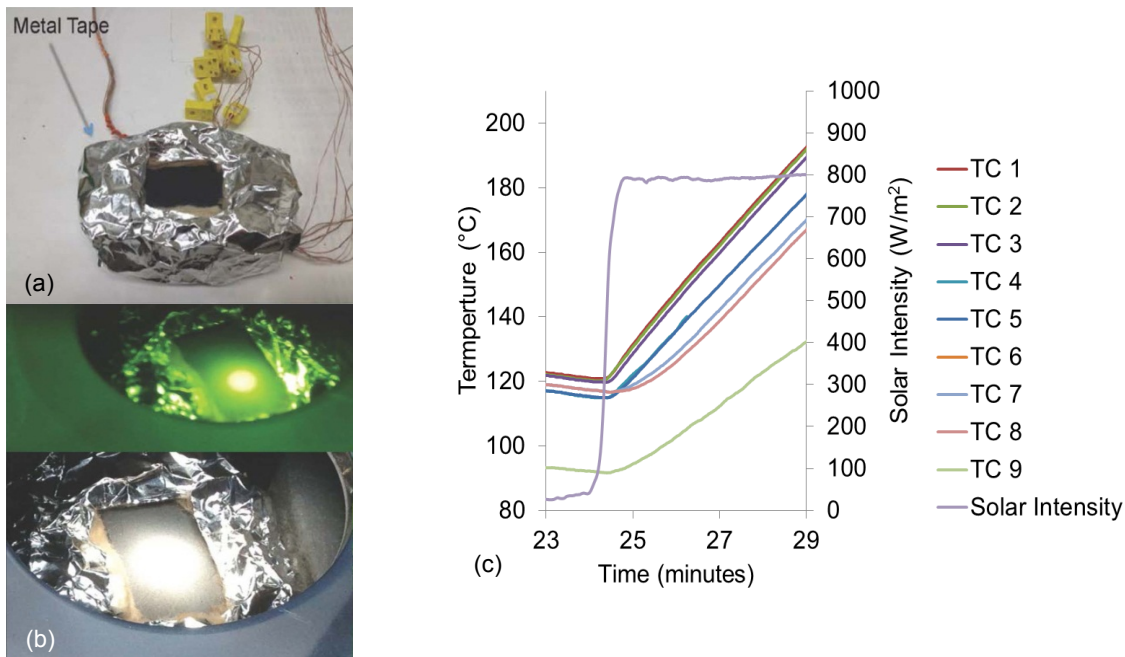 Metal Tape
(a)
(b)
(c)
Termperture (°C)
200
180
160
140
120
100
80
23
25
27
29
Time (minutes)
1000
900
800
700
600
500
400
300
200
100
0
Solar Intensity (W/m²)
TC 1
TC 2
TC 3
TC 4
TC 5
TC 6
TC 7
TC 8
TC 9
Solar Intensity